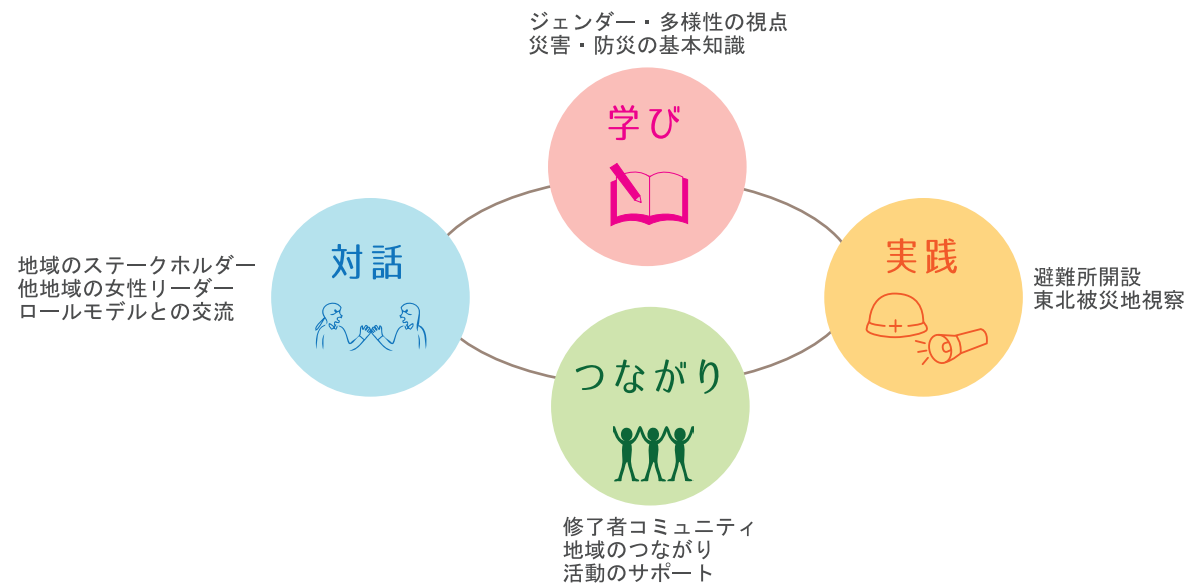 ジェンダー・多様性の視点
災害・防災の基本知識
学び
対話
地域のステークホルダー
他地域の女性リーダー
ロールモデルとの交流
実践
避難所開設
東北被災地視察
つながり
修了者コミュニティ
地域のつながり
活動のサポート